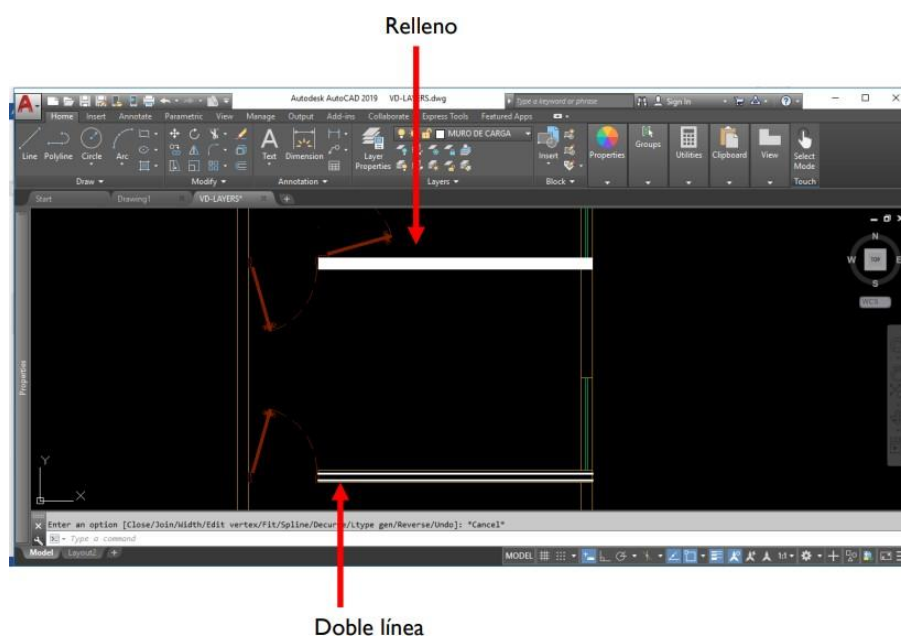 Relleno
Autodesk AutoCAD 2019 VD-LAYERS.dwg
Type a keyword or phrase
Sign In
Home Insert Annotate Parametric View Manage Output Add-ins Collaborate Express Tools Featured Apps
MURO DE CARGA
Line Polyline Circle Arc Text Dimension Layer Properties Insert Properties Groups Utilities Clipboard View Select Mode
Draw Modify Annotation Layers Block Touch
Start Drawing1 VD-LAYERS*
N
W TOP E
S
WCS
Properties
Y
X
Enter an option [Close/Join/Width/Edit vertex/Fit/Spline/Decurve/Ltype gen/Reverse/Undo]: *Cancel*
Type a command
Model Layout2 MODEL 1:1
Doble línea